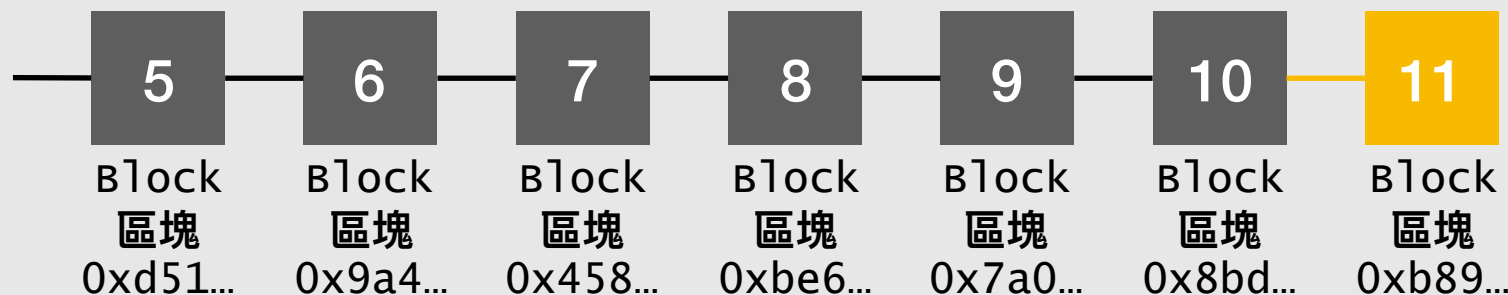 5 6 7 8 9 10 11
Block Block Block Block Block Block Block
區塊 區塊 區塊 區塊 區塊 區塊 區塊
0xd51… 0x9a4… 0x458… 0xbe6… 0x7a0… 0x8bd… 0xb89…